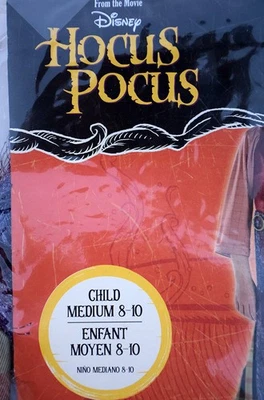 From the Movie
Disney
HOCUS
POCUS
CHILD
MEDIUM 8-10
ENFANT
MOYEN 8-10
NIÑO MEDIANO 8-10